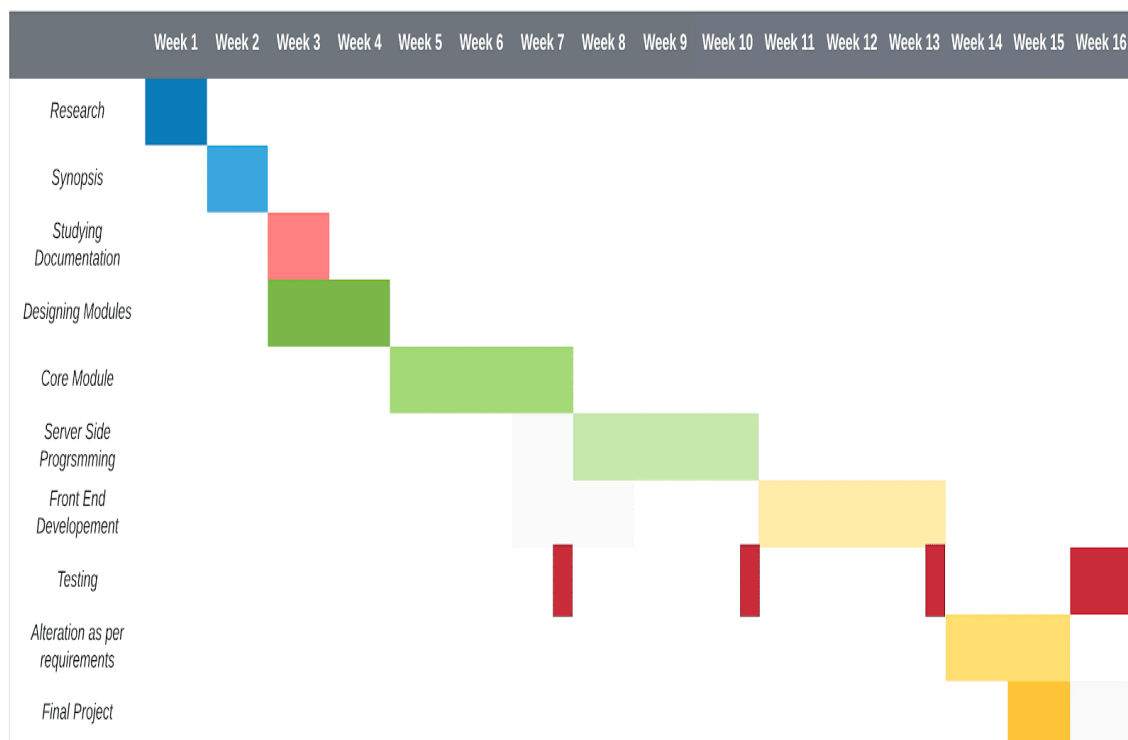 Week 1 Week 2 Week 3 Week 4 Week 5 Week 6 Week 7 Week 8 Week 9 Week 10 Week 11 Week 12 Week 13 Week 14 Week 15 Week 16
Research
Synopsis
Studying
Documentation
Designing Modules
Core Module
Server Side
Progrsmming
Front End
Developement
Testing
Alteration as per
requirements
Final Project